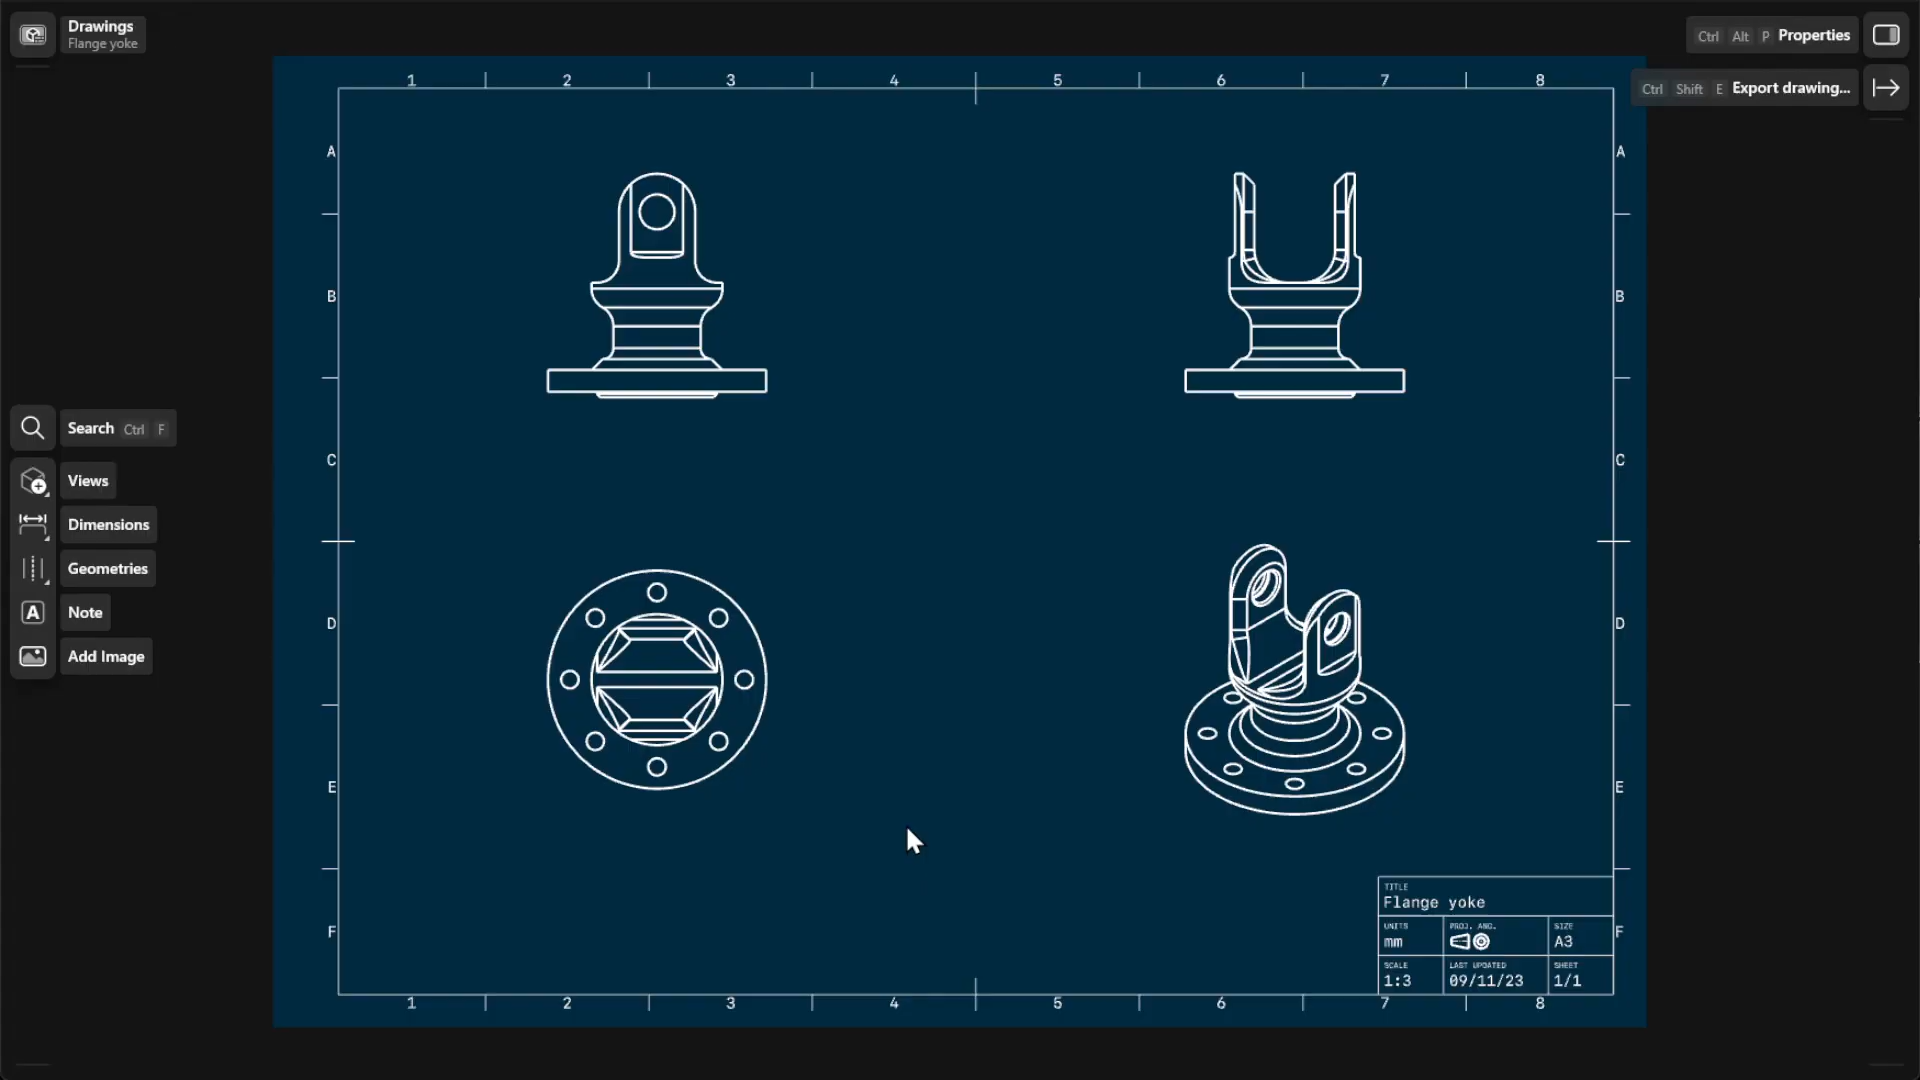 Drawings
Flange yoke
Ctrl Alt P Properties
Ctrl Shift E Export drawing...
1 2 3 4 5 6 7 8
A A
B B
C C
Search Ctrl F
Views
Dimensions
Geometries
A Note
Add Image
D D
E E
F F
TITLE
Flange yoke
UNITS PROJ. ANG. SIZE
mm A3
SCALE LAST UPDATED SHEET
1:3 09/11/23 1/1
1 2 3 4 5 6 7 8